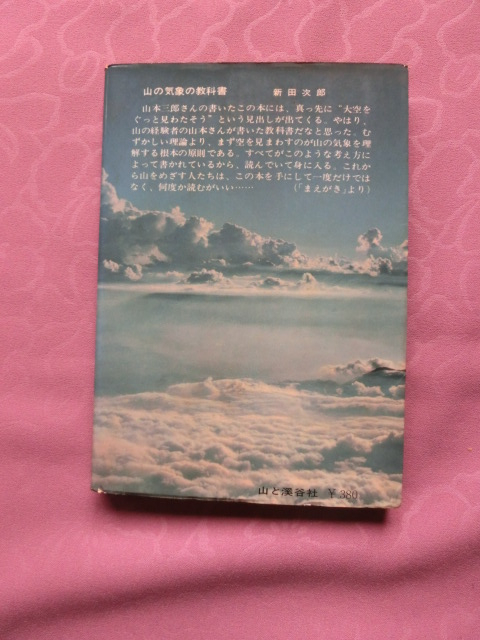 山の気象の教科書　新田次郎
山本三郎さんの書いたこの本には、真っ先に“大空を
ぐっと見わたそう”という見出しが出てくる。やはり、
山の経験者の山本さんが書いた教科書だなと思った。む
ずかしい理論より、まず空を見まわすのが山の気象を理
解する根本の原則である。すべてがこのような考え方に
よって書かれているから、読んでいて身に入る。これか
ら山をめざす人たちは、この本を手にして一度だけでは
なく、何度か読むがいい……　（「まえがき」より）
山と溪谷社　￥380